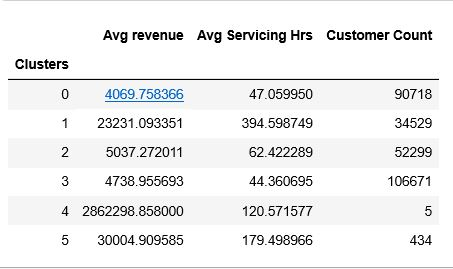 Avg revenue Avg Servicing Hrs Customer Count
Clusters
0 4069.758366 47.059950 90718
1 23231.093351 394.598749 34529
2 5037.272011 62.422289 52299
3 4738.955693 44.360695 106671
4 2862298.858000 120.571577 5
5 30004.909585 179.498966 434